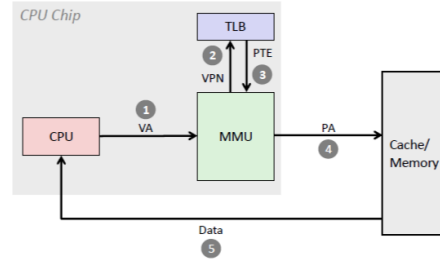 CPU Chip
TLB
2
PTE
VPN
3
1
VA
CPU
MMU
PA
4
Cache/
Memory
Data
5